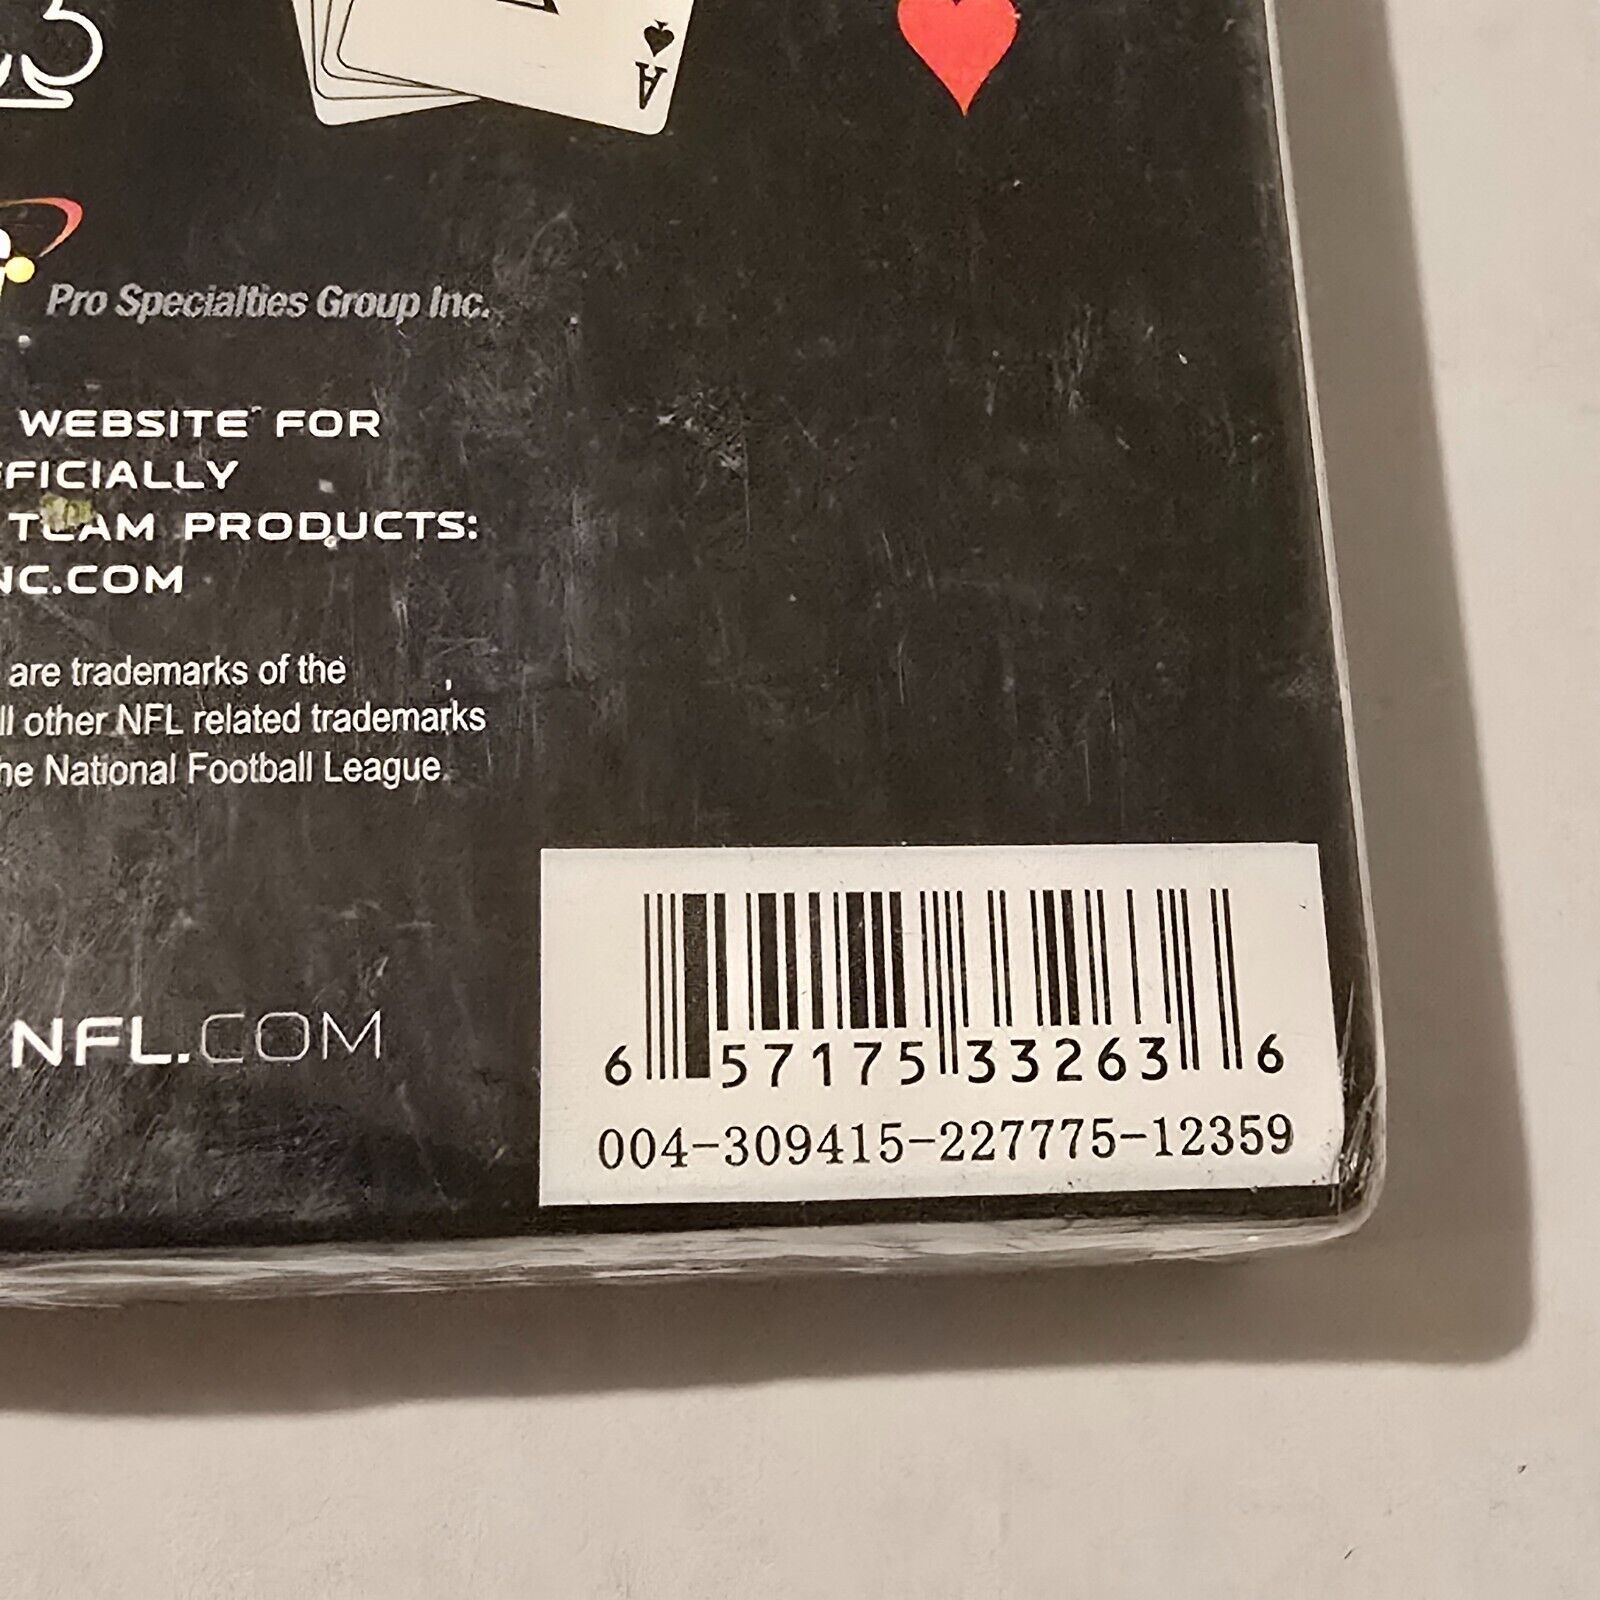 A
Pro Specialties Group Inc.
WEBSITE FOR
FFICIALLY
TEAM PRODUCTS:
NC.COM
are trademarks of the
ll other NFL related trademarks
he National Football League.
NFL.COM
6 57175 33263 6
004-309415-227775-12359